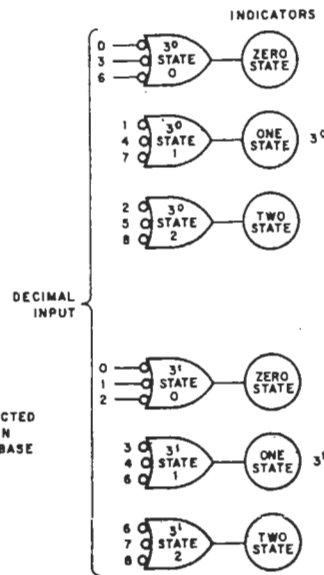 INDICATORS
0
3
6
3⁰
STATE
0
ZERO
STATE
1
4
7
3⁰
STATE
1
ONE
STATE
3⁰
2
5
8
3⁰
STATE
2
TWO
STATE
DECIMAL
INPUT
0
1
2
3¹
STATE
0
ZERO
STATE
CTED
N
BASE
3
4
6
3¹
STATE
1
ONE
STATE
3¹
6
7
8
3¹
STATE
2
TWO
STATE